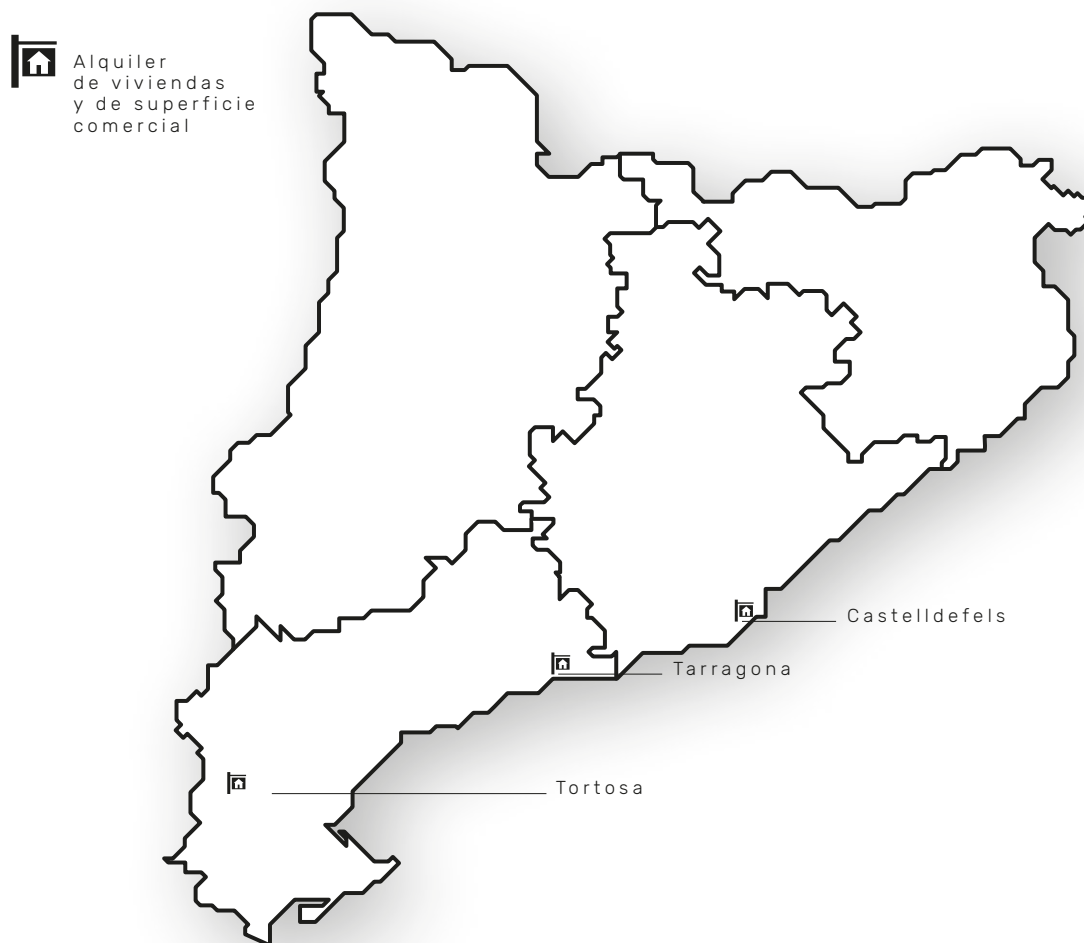 Alquiler
de viviendas
y de superficie
comercial
Castelldefels
Tarragona
Tortosa